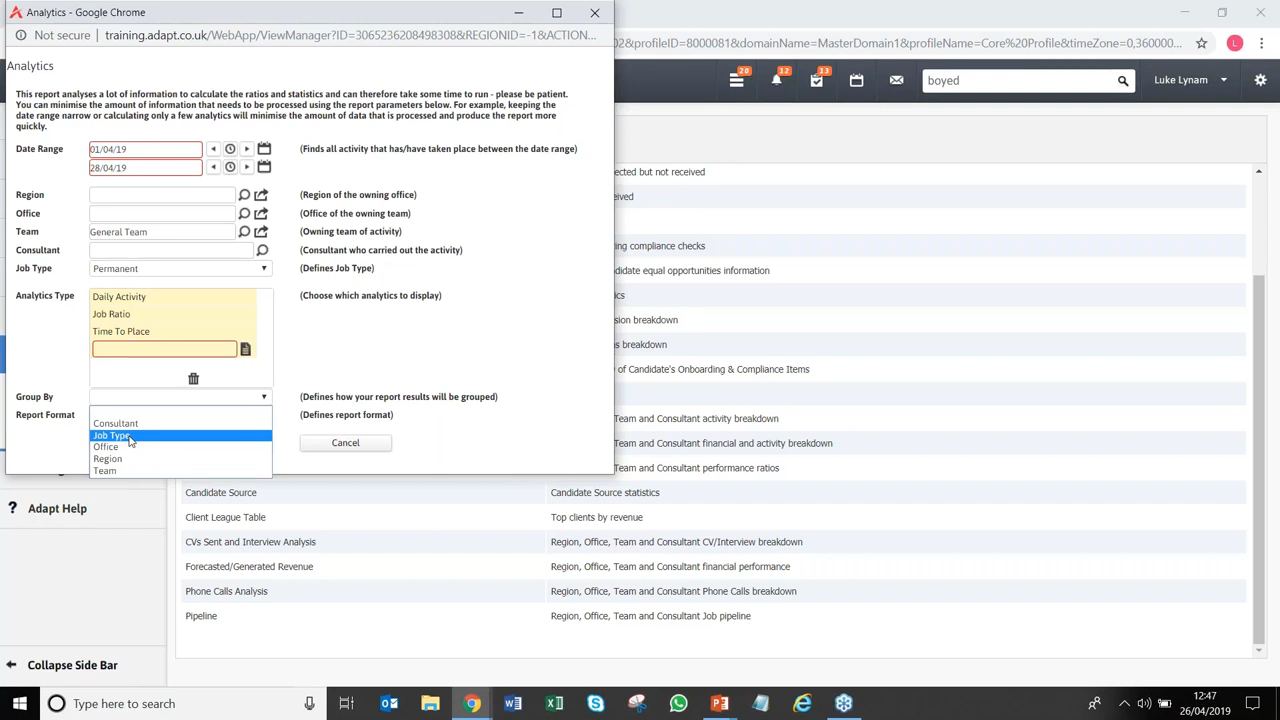 Analytics - Google Chrome
Not secure | training.adapt.co.uk/WebApp/ViewManager?ID=30652362084983088&REGIONID=-1&ACTION...
02&profileID=8000081&domainName=MasterDomain1&profileName=Core%20Profile&timeZone=0,360000...
L
20
12
13
boyed
Luke Lynam
Analytics
This report analyses a lot of information to calculate the ratios and statistics and can therefore take some time to run - please be patient.
You can minimise the amount of information that needs to be processed using the report parameters below. For example, keeping the
date range narrow or calculating only a few analytics will minimise the amount of data that is processed and produce the report more
quickly.
Date Range 01/04/19 (Finds all activity that has/have taken place between the date range)
28/04/19
Region (Region of the owning office)
Office (Office of the owning team)
Team General Team (Owning team of activity)
Consultant (Consultant who carried out the activity)
Job Type Permanent (Defines Job Type)
Analytics Type Daily Activity (Choose which analytics to display)
Job Ratio
Time To Place
Group By (Defines how your report results will be grouped)
Report Format (Defines report format)
Consultant
Job Type
Office
Region
Team
Cancel
ected but not received
eived
ing compliance checks
didate equal opportunities information
tics
sion breakdown
ns breakdown
y of Candidate's Onboarding & Compliance Items
Team and Consultant activity breakdown
Team and Consultant financial and activity breakdown
Team and Consultant performance ratios
Candidate Source Candidate Source statistics
Client League Table Top clients by revenue
CVs Sent and Interview Analysis Region, Office, Team and Consultant CV/Interview breakdown
Forecasted/Generated Revenue Region, Office, Team and Consultant financial performance
Phone Calls Analysis Region, Office, Team and Consultant Phone Calls breakdown
Pipeline Region, Office, Team and Consultant Job pipeline
? Adapt Help
Collapse Side Bar
Type here to search
12:47
26/04/2019